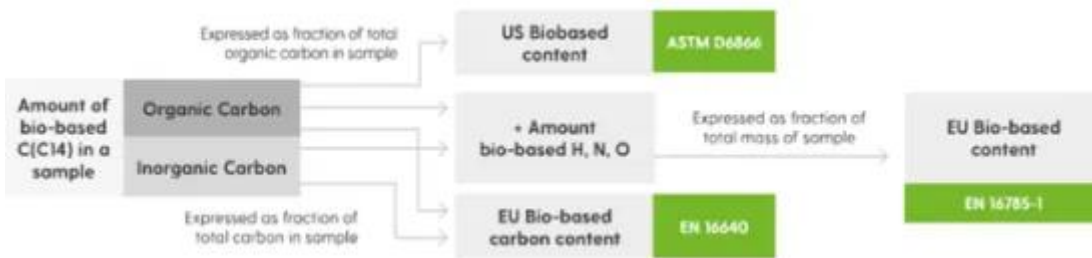 Expressed as fraction of total
organic carbon in sample
US Biobased
content
ASTM D6866
Amount of
bio-based
C(C14) in a
sample
Organic Carbon
Inorganic Carbon
+ Amount
bio-based H, N, O
Expressed as fraction of
total mass of sample
EU Bio-based
content
EN 16785-1
Expressed as fraction of
total carbon in sample
EU Bio-based
carbon content
EN 16640